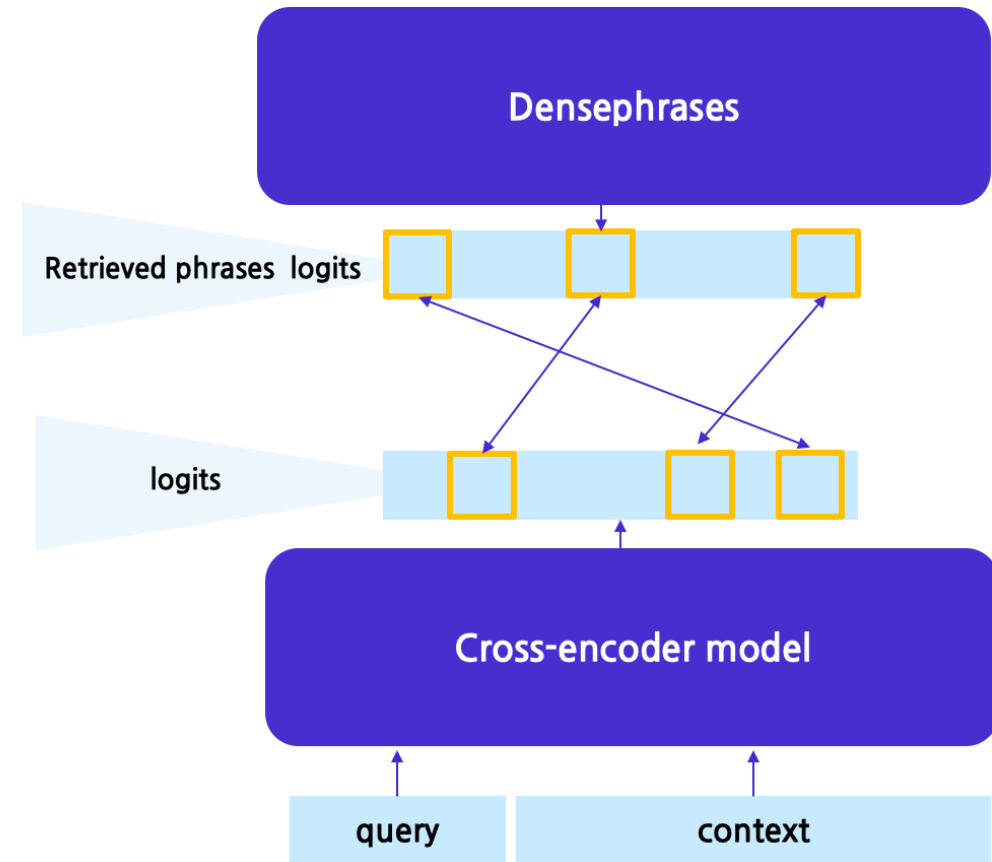 Densephrases
Retrieved phrases logits
logits
Cross-encoder model
query
context